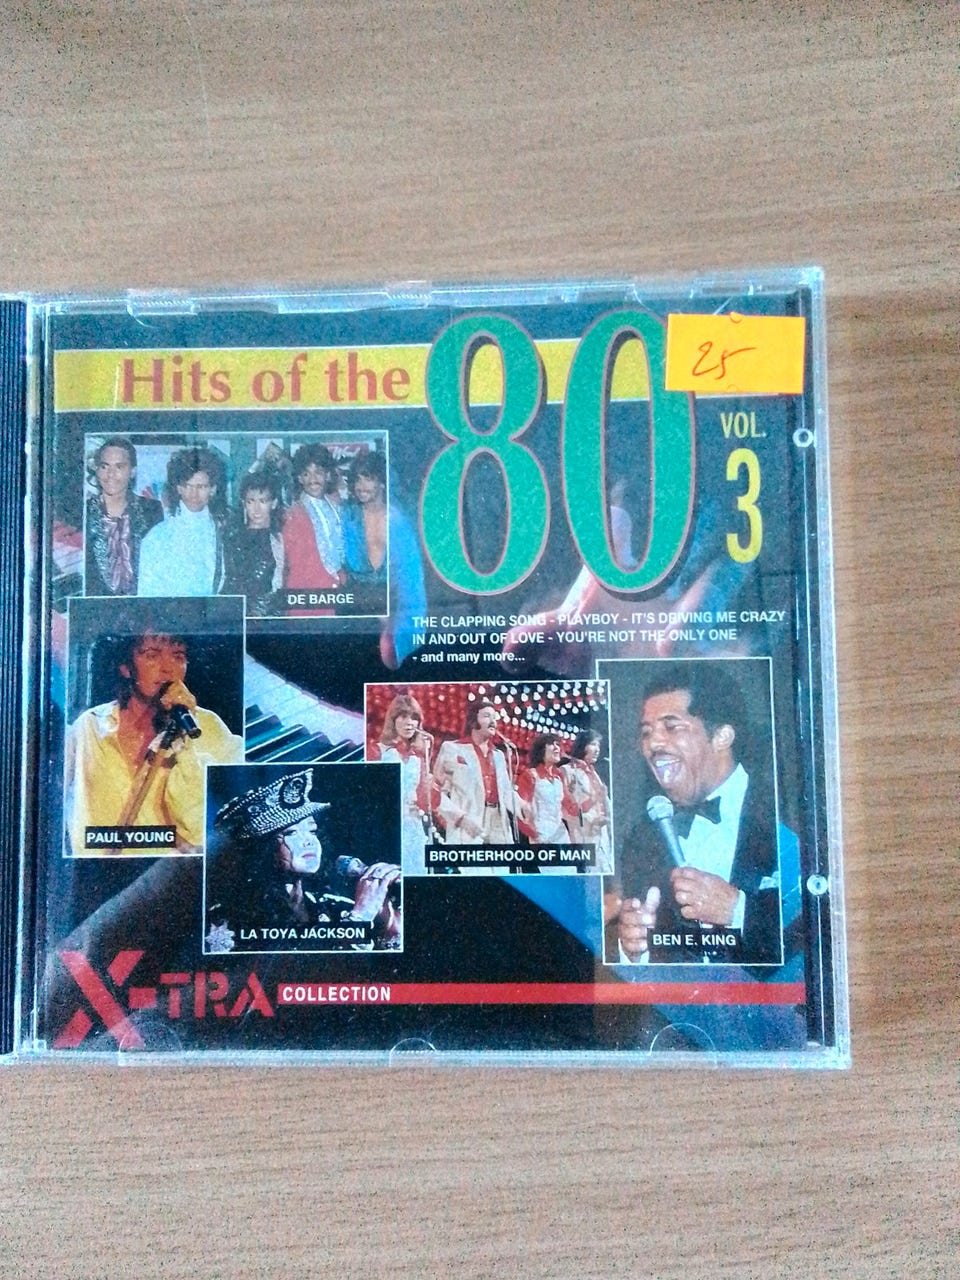 Hits of the 80
25
VOL.
3
DE BARGE
THE CLAPPING SONG - PLAYBOY - IT'S DRIVING ME CRAZY
IN AND OUT OF LOVE - YOU'RE NOT THE ONLY ONE
- and many more...
PAUL YOUNG
BROTHERHOOD OF MAN
LA TOYA JACKSON
BEN E. KING
X-TRA COLLECTION